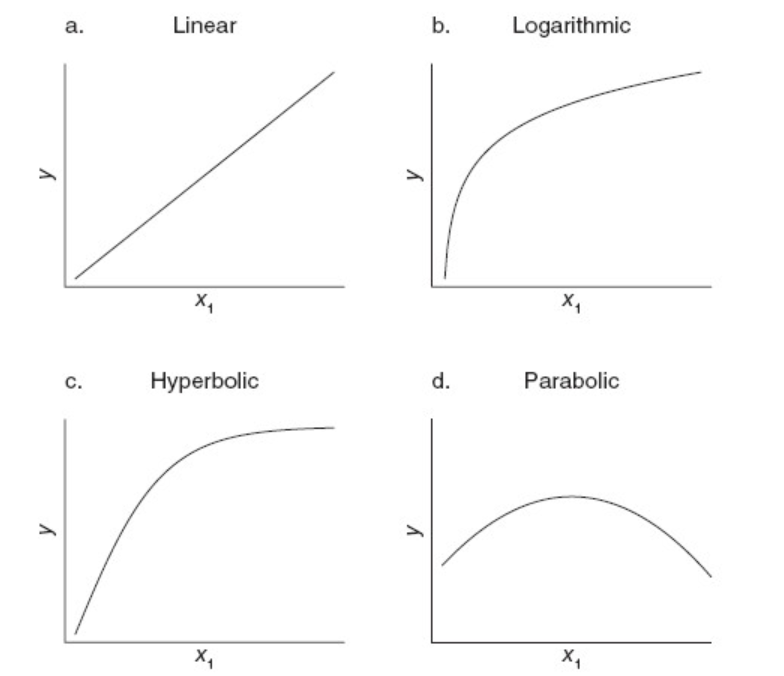 a. Linear
b. Logarithmic
y
x₁
y
x₁
c. Hyperbolic
d. Parabolic
y
x₁
y
x₁